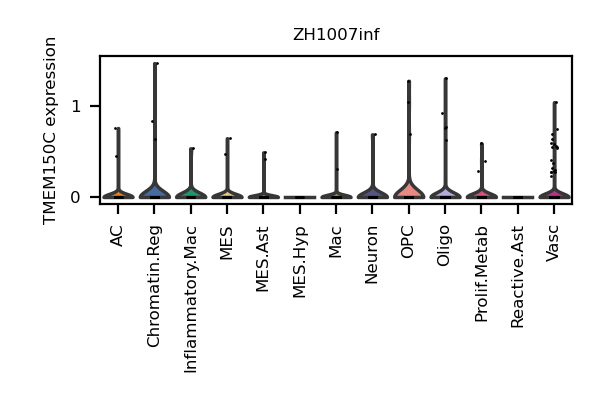 ZH1007inf
TMEM150C expression
1
0
AC
Chromatin.Reg
Inflammatory.Mac
MES
MES.Ast
MES.Hyp
Mac
Neuron
OPC
Oligo
Prolif.Metab
Reactive.Ast
Vasc